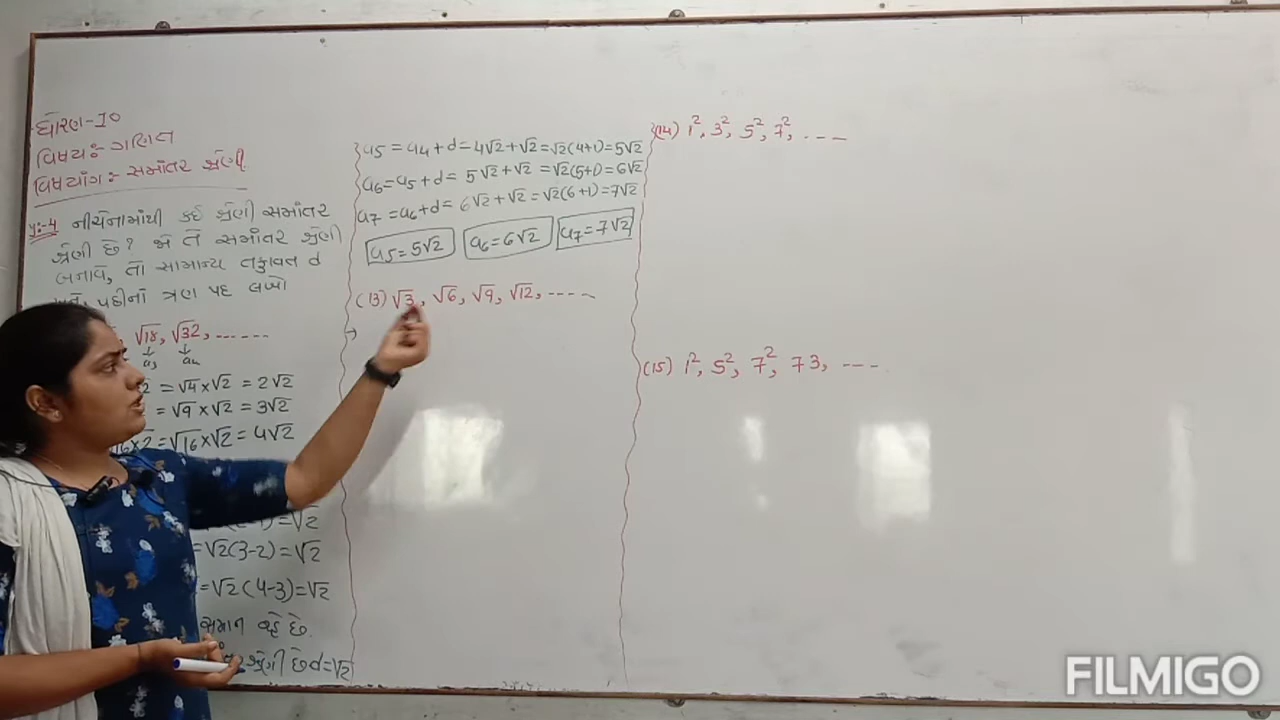 ધોરણ-10
વિષય:- ગણિત
વિષયાંગ:- સમાંતર શ્રેણી
પ્ર:-4 નીચેનામાંથી કઈ શ્રેણી સમાંતર
શ્રેણી છે? જો તે સમાંતર શ્રેણી
બનાવે, તો સામાન્ય તફાવત d
પછીનાં ત્રણ પદ લખો
√18, √32, ......
↓ ↓
a₃ a₄
= √4 × √2 = 2√2
= √9 × √2 = 3√2
= √16 × √2 = 4√2
= √2
= √2(3-2) = √2
= √2(4-3) = √2
સમાન રહે છે.
શ્રેણી છે d=√2
a5 = a4 + d = 4√2 + √2 = √2(4+1) = 5√2
a6 = a5 + d = 5√2 + √2 = √2(5+1) = 6√2
a7 = a6 + d = 6√2 + √2 = √2(6+1) = 7√2
a5 = 5√2 a6 = 6√2 a7 = 7√2
(13) √3, √6, √9, √12, ----
→
(14) 1², 3², 5², 7², ---
(15) 1², 5², 7², 73, ---
FILMIGO